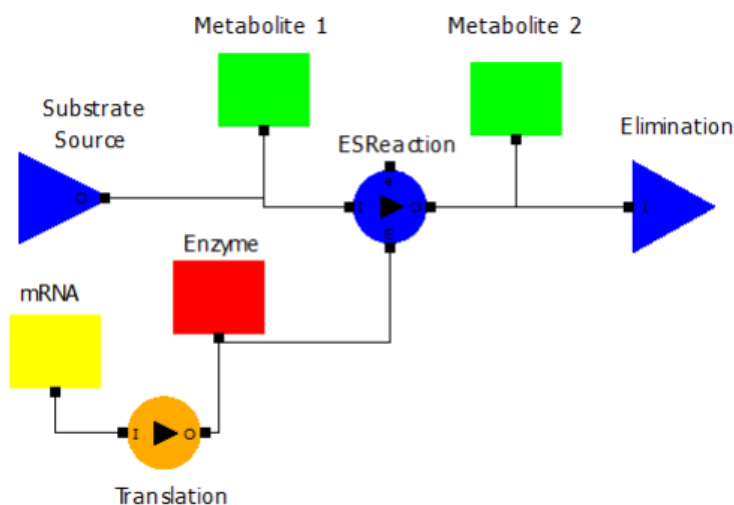 Metabolite 1
Metabolite 2
Substrate
Source
ESReaction
Elimination
O
B
I
O
I
E
Enzyme
mRNA
I
O
Translation